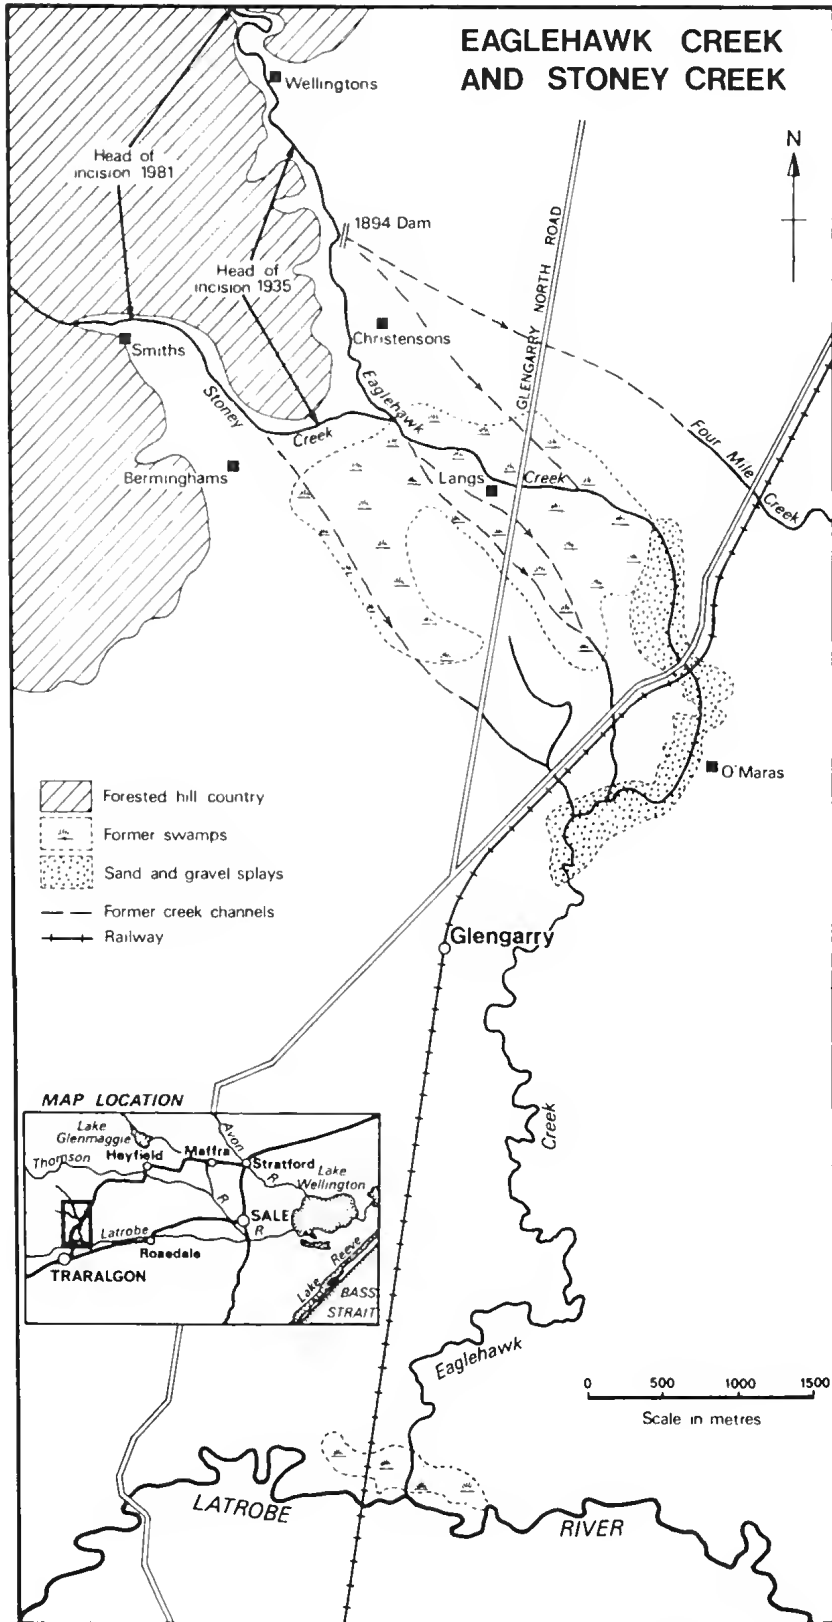 EAGLEHAWK CREEK
AND STONEY CREEK
Wellingtons
N
Head of
incision 1981
1894 Dam
GLENGARRY NORTH ROAD
Head of
incision 1935
Christensons
Smiths
Stoney
Creek
Eaglehawk
Creek
Four Mile
Creek
Berminghams
Langs
O'Maras
Forested hill country
Former swamps
Sand and gravel splays
Former creek channels
Railway
Glengarry
Creek
MAP LOCATION
Lake
Glenmaggie
Avon
R
Thomson
Heyfield
Maffra
Stratford
Lake
Wellington
R
SALE
Latrobe
R
Rosedale
TRARALGON
Lake Reeve
BASS
STRAIT
Eaglehawk
0 500 1000 1500
Scale in metres
LATROBE
RIVER